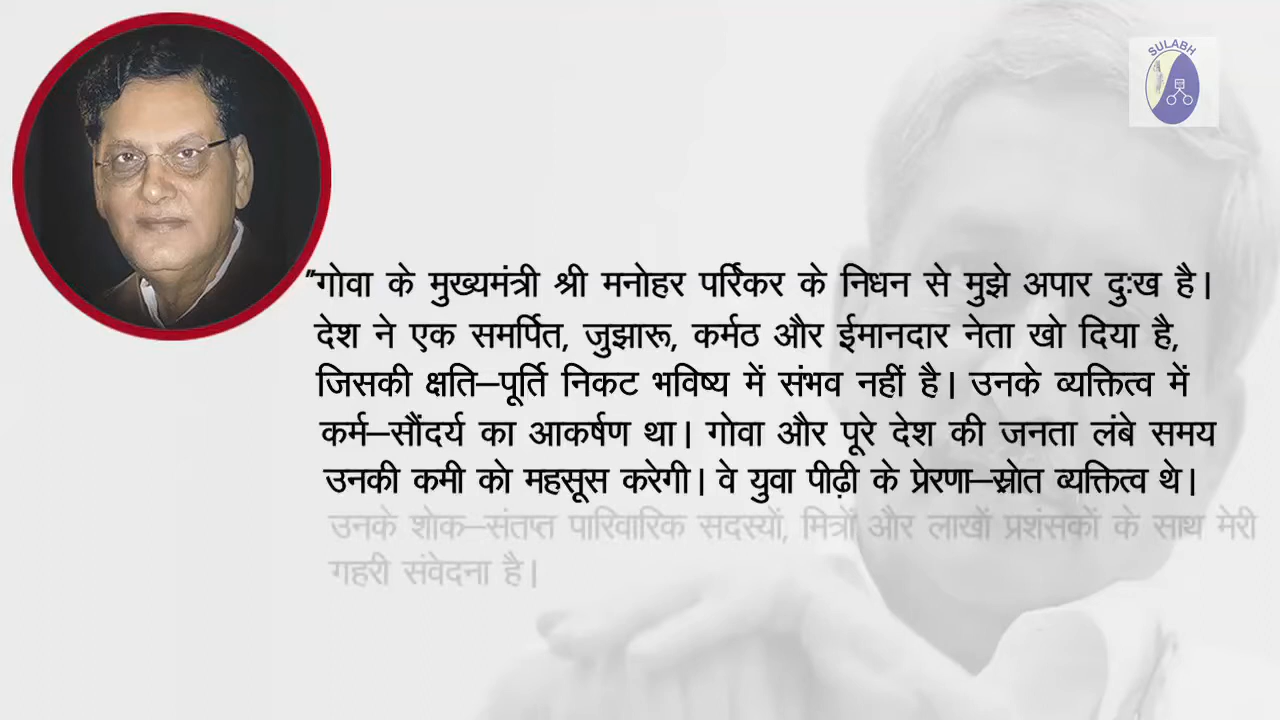 SULABH
"गोवा के मुख्यमंत्री श्री मनोहर पर्रिकर के निधन से मुझे अपार दुःख है।
देश ने एक समर्पित, जुझारू, कर्मठ और ईमानदार नेता खो दिया है,
जिसकी क्षति–पूर्ति निकट भविष्य में संभव नहीं है। उनके व्यक्तित्व में
कर्म–सौंदर्य का आकर्षण था। गोवा और पूरे देश की जनता लंबे समय
उनकी कमी को महसूस करेगी। वे युवा पीढ़ी के प्रेरणा–स्रोत व्यक्तित्व थे।
उनके शोक–संतप्त पारिवारिक सदस्यों, मित्रों और लाखों प्रशंसकों के साथ मेरी
गहरी संवेदना है।